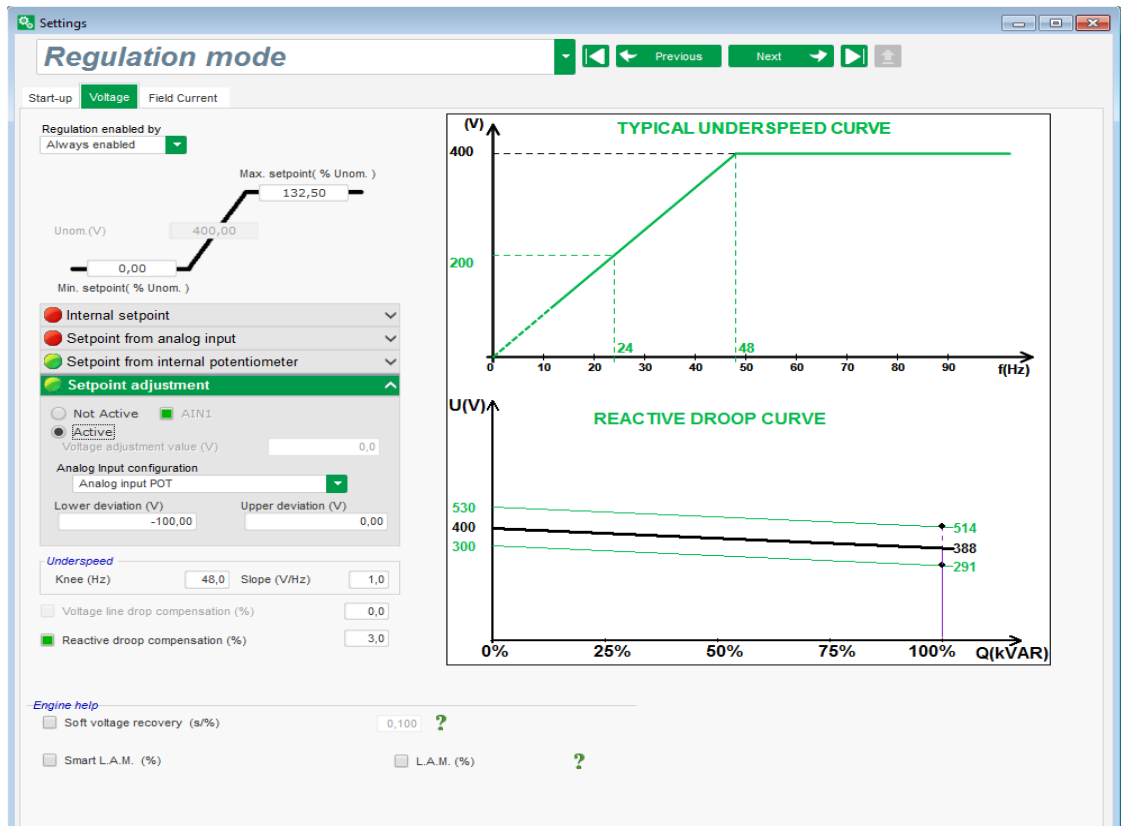 Settings
Regulation mode
Previous
Next
Start-up
Voltage
Field Current
Regulation enabled by
Always enabled
Max. setpoint( % Unom. )
132,50
Unom.(V)
400,00
0,00
Min. setpoint( % Unom. )
Internal setpoint
Setpoint from analog input
Setpoint from internal potentiometer
Setpoint adjustment
Not Active
AIN1
Active
Voltage adjustment value (V)
0,0
Analog Input configuration
Analog input POT
Lower deviation (V)
Upper deviation (V)
-100,00
0,00
Underspeed
Knee (Hz)
48,0
Slope (V/Hz)
1,0
Voltage line drop compensation (%)
0,0
Reactive droop compensation (%)
3,0
Engine help
Soft voltage recovery (s/%)
0,100
?
Smart L.A.M. (%)
L.A.M. (%)
?
(V)
TYPICAL UNDERSPEED CURVE
400
200
24
48
0 10 20 30 40 50 60 70 80 90
f(Hz)
U(V)
REACTIVE DROOP CURVE
530
514
400
388
300
291
0% 25% 50% 75% 100% Q(kVAR)